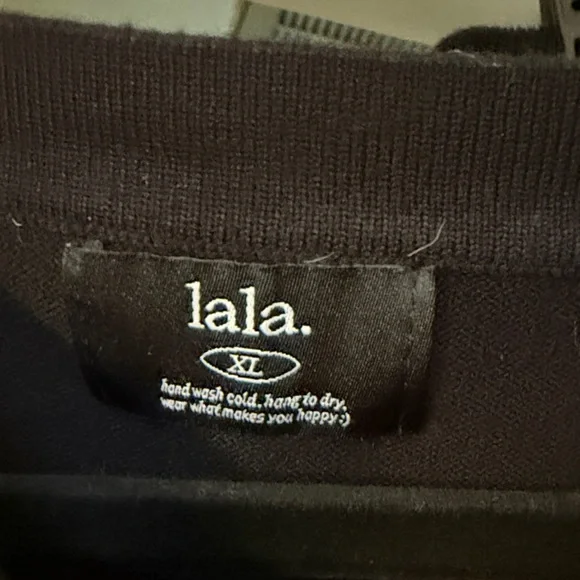 lala.
XL
hand wash cold. hang to dry.
wear what makes you happy :)